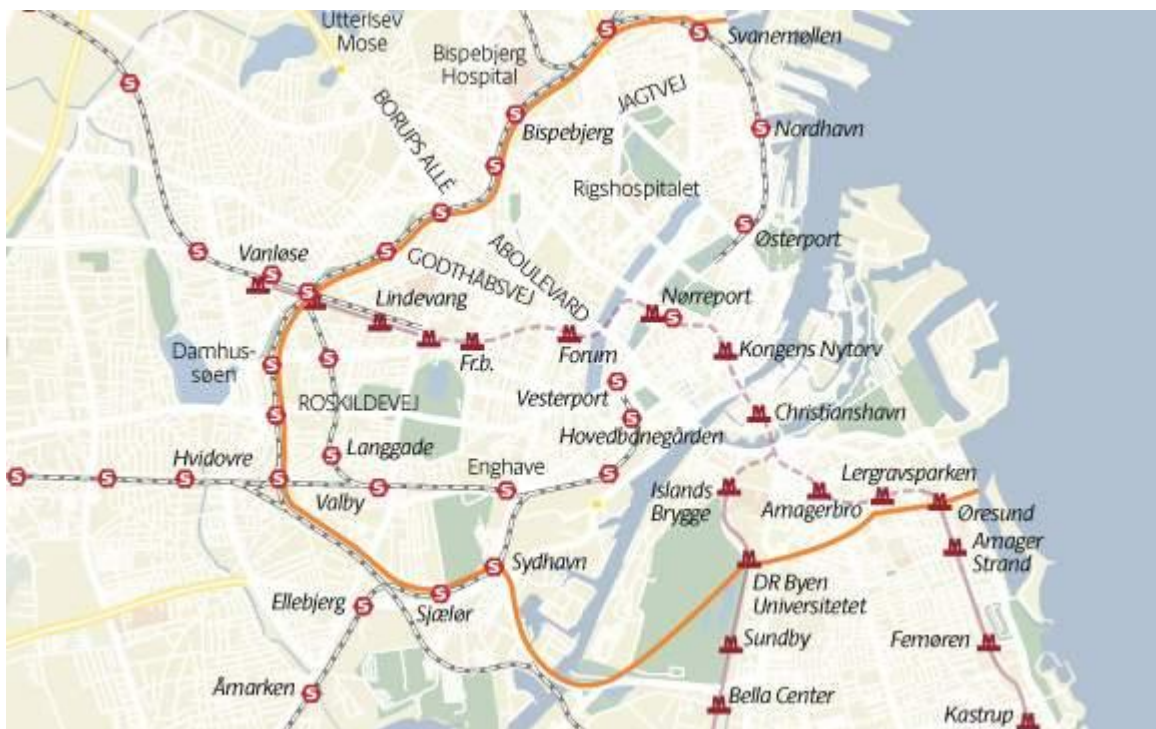 Utterlsev
Mose
Bispebjerg
Hospital
Svanemøllen
JAGTVEJ
BORUPS ALLÉ
Bispebjerg
Nordhavn
Rigshospitalet
Østerport
Vanløse
GODTHÅBSVEJ
ABOULEVARD
Lindevang
Nørreport
Damhus-
søen
Fr.b.
Forum
Kongens Nytorv
Vesterport
ROSKILDEVEJ
Christianshavn
Hovedbanegården
Langgade
Hvidovre
Enghave
Lergravsparken
Valby
Islands
Brygge
Amagerbro
Øresund
Amager
Strand
Sydhavn
DR Byen
Universitetet
Ellebjerg
Sjælør
Sundby
Femøren
Åmarken
Bella Center
Kastrup